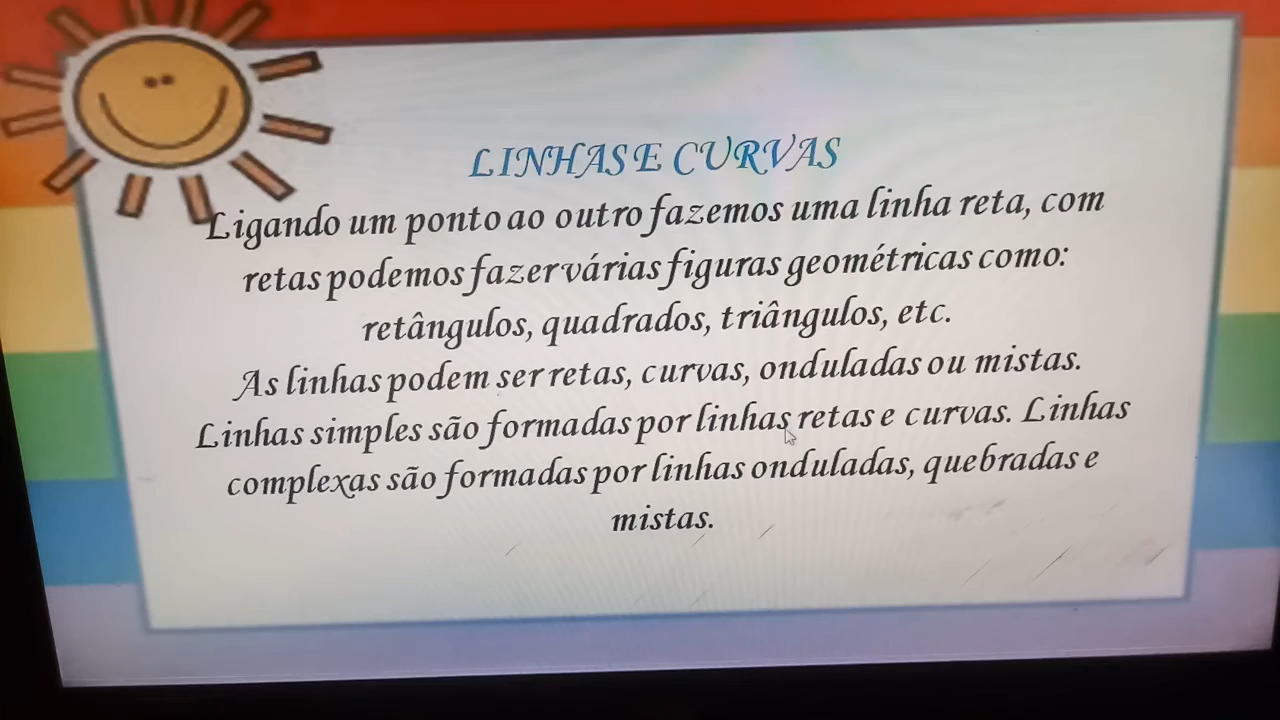 LINHAS E CURVAS
Ligando um ponto ao outro fazemos uma linha reta, com
retas podemos fazer várias figuras geométricas como:
retângulos, quadrados, triângulos, etc.
As linhas podem ser retas, curvas, onduladas ou mistas.
Linhas simples são formadas por linhas retas e curvas. Linhas
complexas são formadas por linhas onduladas, quebradas e
mistas.